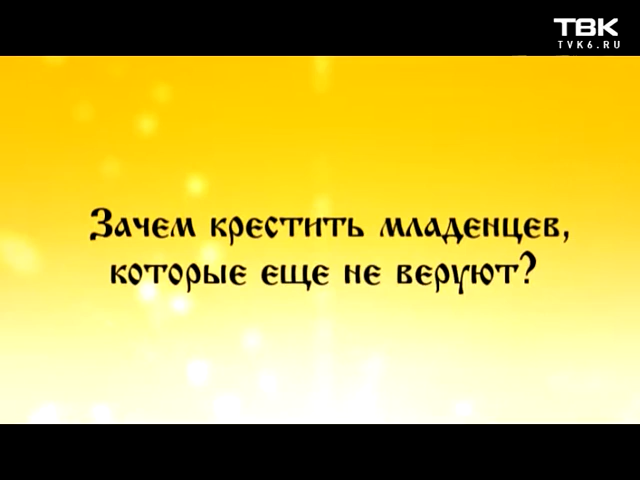 ТВК
TVK6.RU
Зачем крестить младенцев,
которые еще не веруют?